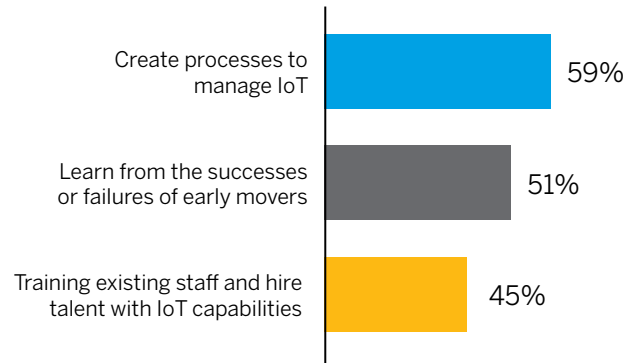 Create processes to
manage IoT
59%
Learn from the successes
or failures of early movers
51%
Training existing staff and hire
talent with IoT capabilities
45%